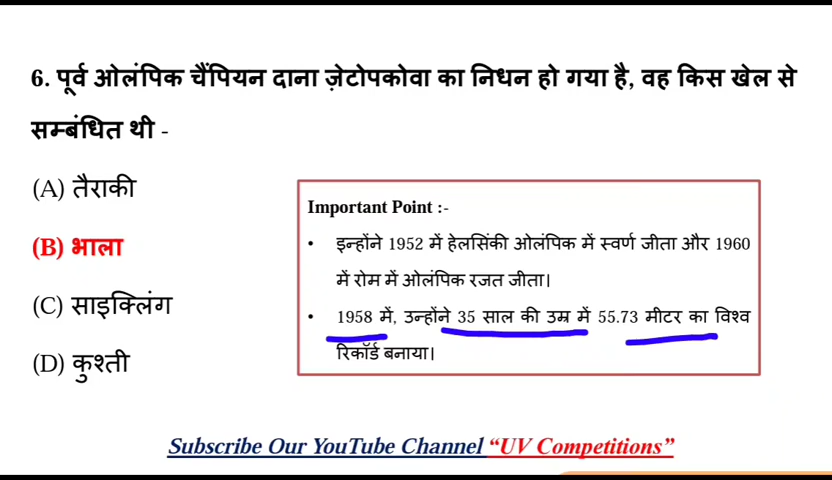 6. पूर्व ओलंपिक चैंपियन दाना ज़ेटोपकोवा का निधन हो गया है, वह किस खेल से
सम्बंधित थी -
(A) तैराकी
(B) भाला
(C) साइक्लिंग
(D) कुश्ती
Important Point :-
• इन्होंने 1952 में हेलसिंकी ओलंपिक में स्वर्ण जीता और 1960
में रोम में ओलंपिक रजत जीता।
• 1958 में, उन्होंने 35 साल की उम्र में 55.73 मीटर का विश्व
रिकॉर्ड बनाया।
Subscribe Our YouTube Channel “UV Competitions”